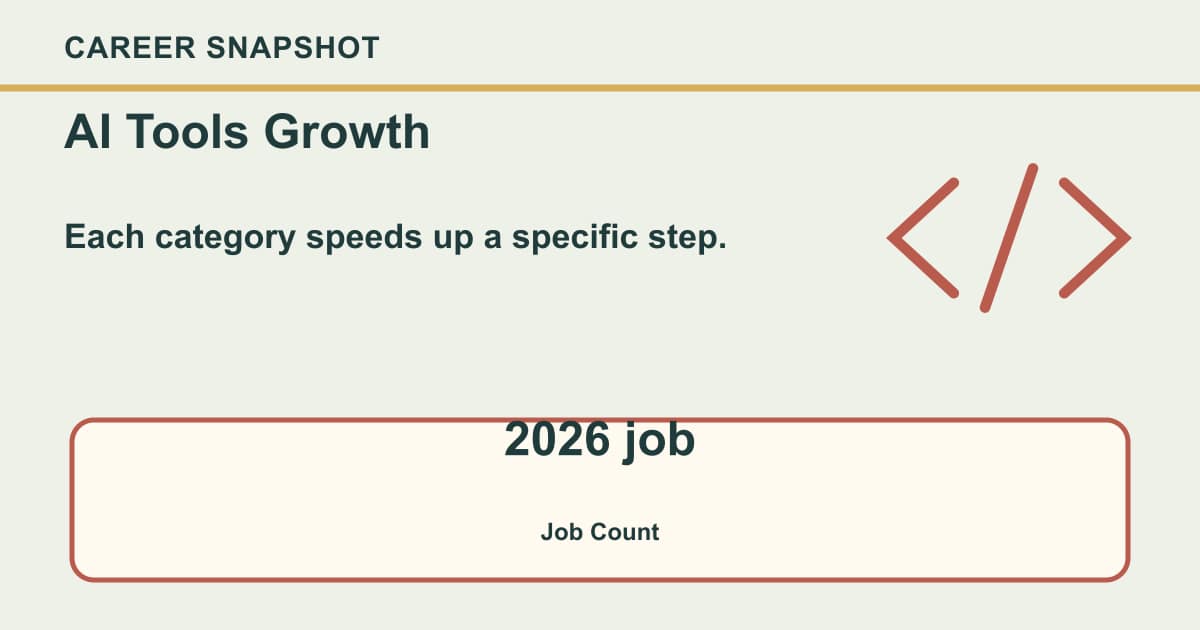 CAREER SNAPSHOT
AI Tools Growth
Each category speeds up a specific step.
2026 job
Job Count